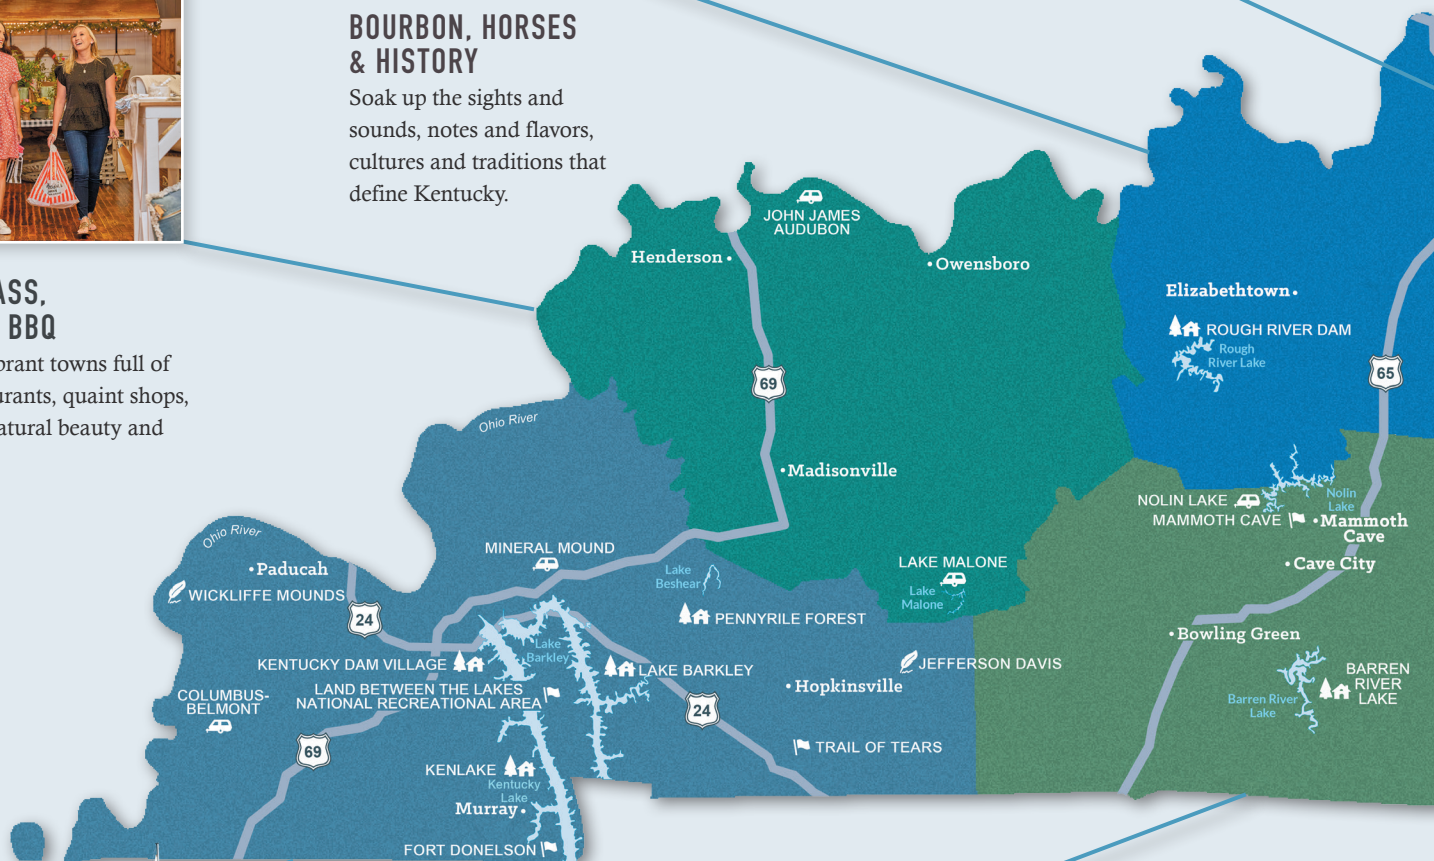 BOURBON, HORSES
& HISTORY
Soak up the sights and
sounds, notes and flavors,
cultures and traditions that
define Kentucky.
ASS,
BBQ
brant towns full of
urants, quaint shops,
atural beauty and
JOHN JAMES
AUDUBON
Henderson
Owensboro
Elizabethtown
ROUGH RIVER DAM
Rough
River Lake
69
65
Ohio River
Madisonville
NOLIN LAKE
Nolin
Lake
MAMMOTH CAVE
Mammoth
Cave
Cave City
Ohio River
Paducah
WICKLIFFE MOUNDS
24
MINERAL MOUND
Lake
Beshear
LAKE MALONE
Lake
Malone
PENNYRILE FOREST
Bowling Green
Lake
Barkley
KENTUCKY DAM VILLAGE
LAKE BARKLEY
JEFFERSON DAVIS
BARREN
RIVER
LAKE
Barren River
Lake
COLUMBUS-
BELMONT
LAND BETWEEN THE LAKES
NATIONAL RECREATIONAL AREA
Hopkinsville
24
69
TRAIL OF TEARS
KENLAKE
Kentucky
Lake
Murray
FORT DONELSON